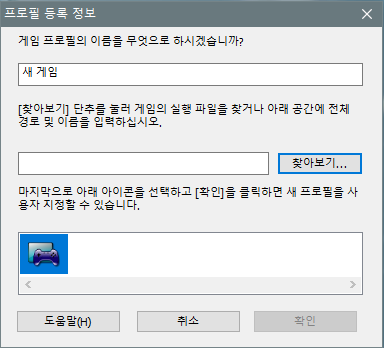 프로필 등록 정보
게임 프로필의 이름을 무엇으로 하시겠습니까?
새 게임
[찾아보기] 단추를 눌러 게임의 실행 파일을 찾거나 아래 공간에 전체
경로 및 이름을 입력하십시오.
찾아보기...
마지막으로 아래 아이콘을 선택하고 [확인]을 클릭하면 새 프로필을 사
용자 지정할 수 있습니다.
도움말(H)
취소
확인